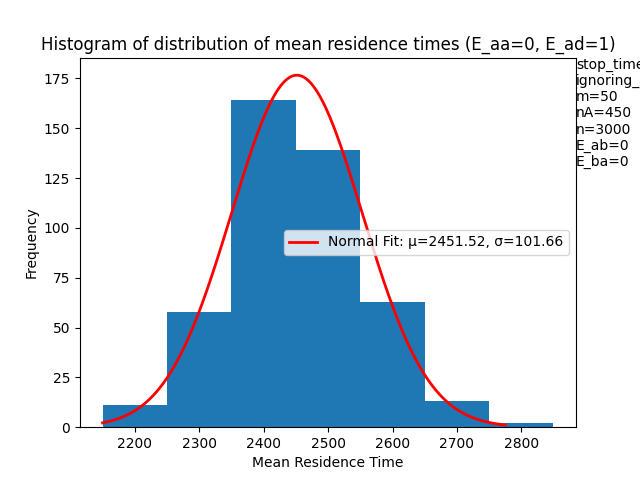 Histogram of distribution of mean residence times (E_aa=0, E_ad=1)
stop_time
ignoring_
m=50
nA=450
n=3000
E_ab=0
E_ba=0
175
150
125
100
75
50
25
0
Frequency
Normal Fit: μ=2451.52, σ=101.66
2200 2300 2400 2500 2600 2700 2800
Mean Residence Time